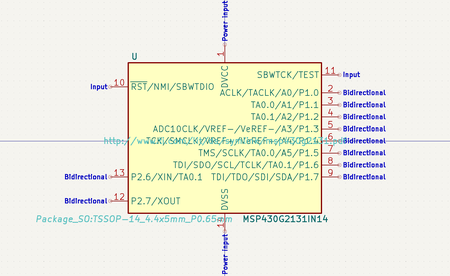 Power input
1
U
DVCC
SBWTCK/TEST 11 Input
Input 10 RST/NMI/SBWTDIO
ACLK/TACLK/A0/P1.0 2 Bidirectional
TA0.0/A1/P1.1 3 Bidirectional
TA0.1/A2/P1.2 4 Bidirectional
ADC10CLK/VREF-/VeREF-/A3/P1.3 5 Bidirectional
6 Bidirectional
TMS/SCLK/TA0.0/A5/P1.5 7 Bidirectional
TDI/SDO/SCL/TCLK/TA0.1/P1.6 8 Bidirectional
Bidirectional 13 P2.6/XIN/TA0.1
TDI/TDO/SDI/SDA/P1.7 9 Bidirectional
Bidirectional 12 P2.7/XOUT
DVSS
Package_SO:TSSOP-14_4.4x5mm_P0.65mm
MSP430G2131IN14
Power input